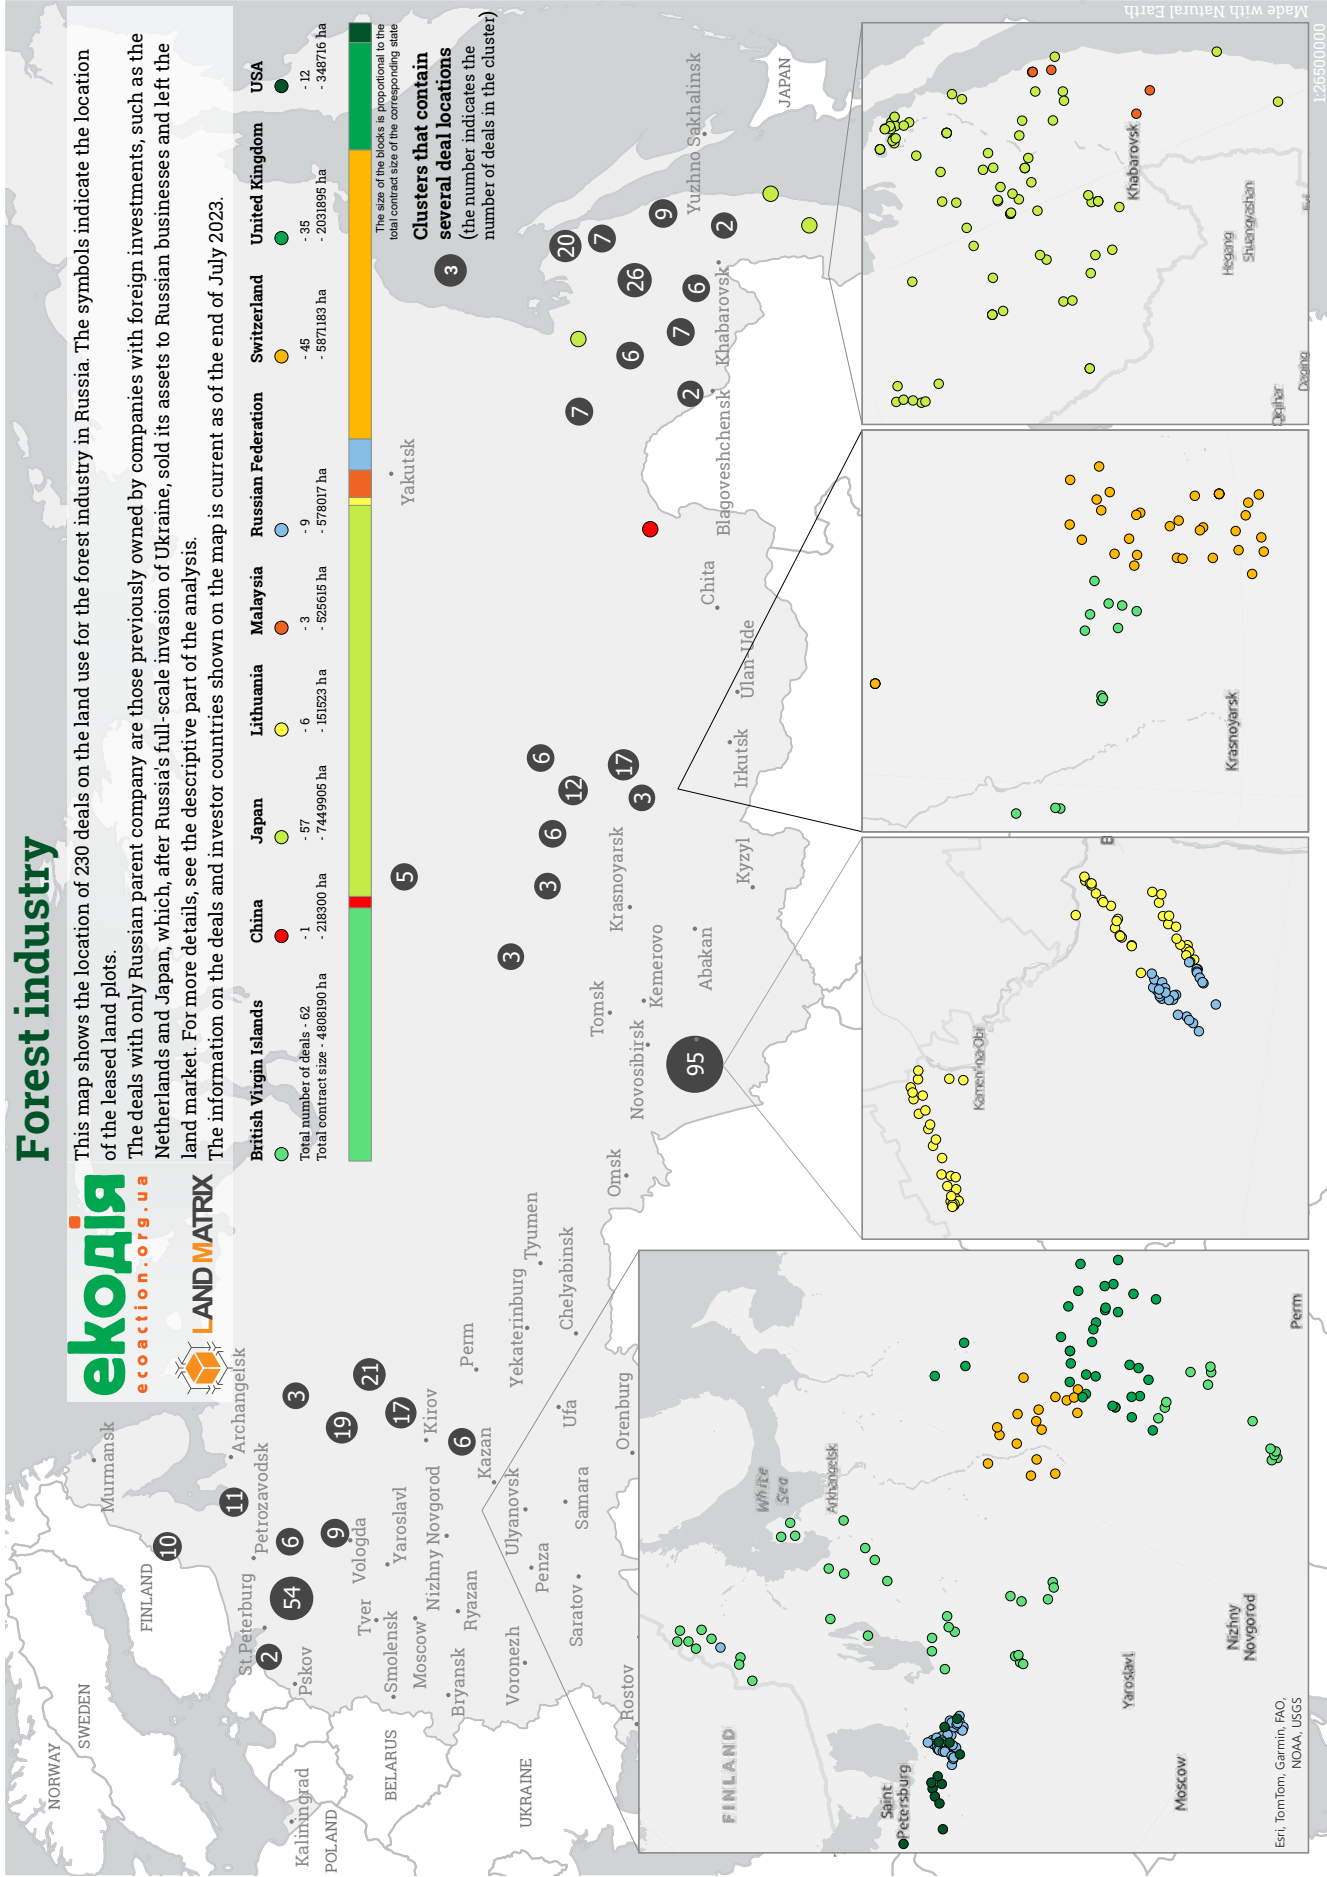 Forest industry
This map shows the location of 230 deals on the land use for the forest industry in Russia. The symbols indicate the location
of the leased land plots.
The deals with only Russian parent company are those previously owned by companies with foreign investments, such as the
Netherlands and Japan, which, after Russia's full-scale invasion of Ukraine, sold its assets to Russian businesses and left the
land market. For more details, see the descriptive part of the analysis.
The information on the deals and investor countries shown on the map is current as of the end of July 2023.
екодія
ecoaction.org.ua
LAND MATRIX
British Virgin Islands
Total number of deals - 62
Total contract size - 4808190 ha
China
- 1
- 218300 ha
Japan
- 57
- 7449905 ha
Lithuania
- 6
- 151523 ha
Malaysia
- 3
- 525615 ha
Russian Federation
- 9
- 578017 ha
Switzerland
- 45
- 5871183 ha
United Kingdom
- 35
- 2031895 ha
USA
- 12
- 348716 ha
The size of the blocks is proportional to the
total contract size of the corresponding state
Clusters that contain
several deal locations
(the number indicates the
number of deals in the cluster)
NORWAY
SWEDEN
FINLAND
Murmansk
Archangelsk
Petrozavodsk
St.Peterburg
Pskov
Kaliningrad
POLAND
BELARUS
UKRAINE
Tver
Smolensk
Moscow
Bryansk
Vologda
Yaroslavl
Nizhny Novgorod
Ryazan
Voronezh
Kirov
Kazan
Ulyanovsk
Penza
Saratov
Samara
Rostov
Perm
Yekaterinburg
Tyumen
Chelyabinsk
Ufa
Orenburg
Omsk
Tomsk
Novosibirsk
Kemerovo
Krasnoyarsk
Abakan
Kyzyl
Irkutsk
Ulan-Ude
Chita
Yakutsk
Blagoveshchensk
Khabarovsk
Yuzhno Sakhalinsk
JAPAN
10
11
2
54
6
9
3
19
21
17
6
95
3
5
3
6
12
6
17
3
7
6
7
2
26
6
20
7
9
2
3
FINLAND
White
Sea
Arkhangelsk
Saint
Petersburg
Yaroslavl
Moscow
Nizhny
Novgorod
Perm
Esri, TomTom, Garmin, FAO,
NOAA, USGS
Kamen'-na-Obi
B
Krasnoyarsk
Khabarovsk
Hegang
Shuangyashan
Qiqihar
Daqing
Made with Natural Earth
1:26500000